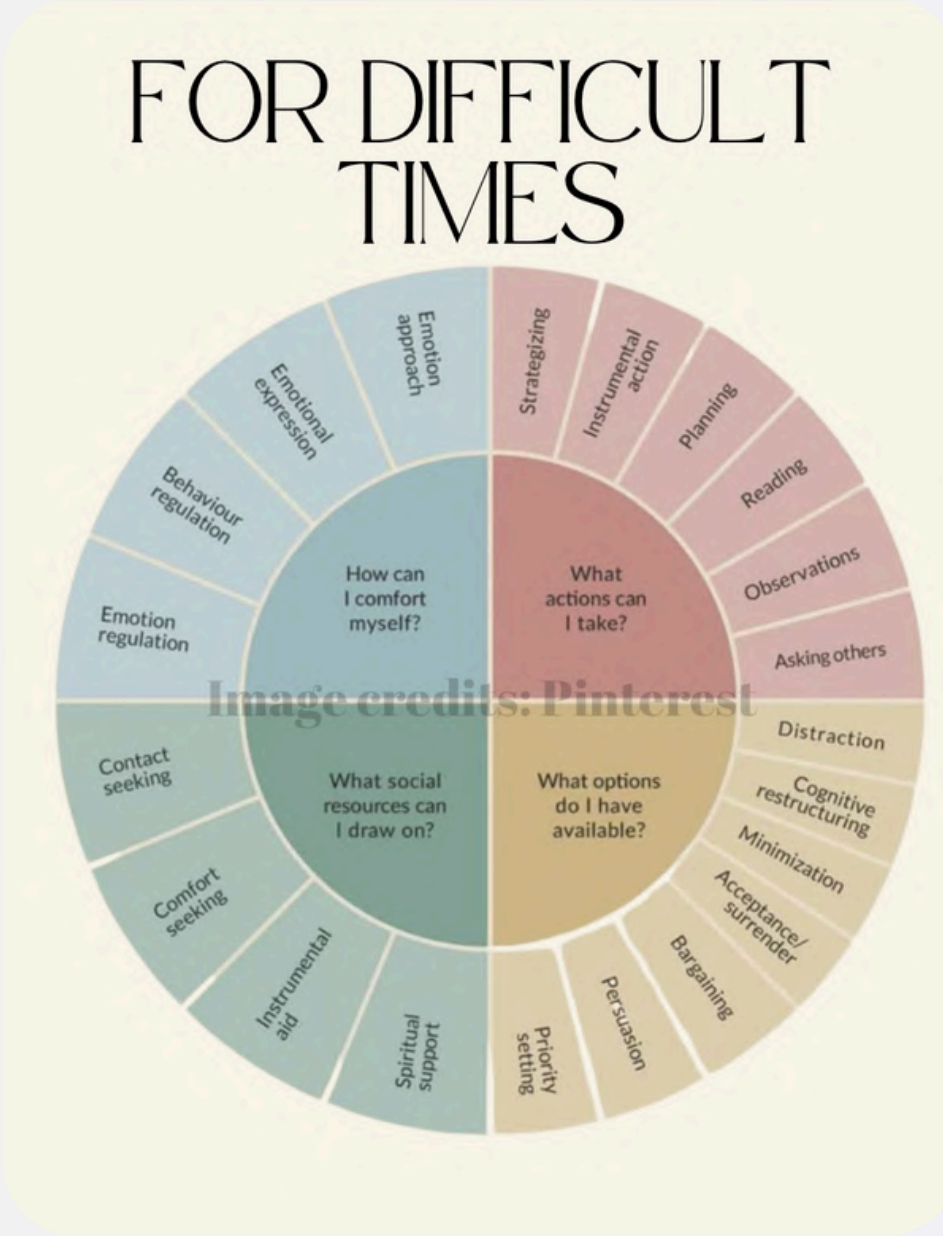 FOR DIFFICULT
TIMES
Emotion
approach
Emotional
expression
Behaviour
regulation
Emotion
regulation
How can
I comfort
myself?
Strategizing
Instrumental
action
Planning
Reading
Observations
Asking others
What
actions can
I take?
Image credits: Pinterest
Contact
seeking
Comfort
seeking
Instrumental
aid
Spiritual
support
What social
resources can
I draw on?
Distraction
Cognitive
restructuring
Minimization
Acceptance/
surrender
Bargaining
Persuasion
Priority
setting
What options
do I have
available?